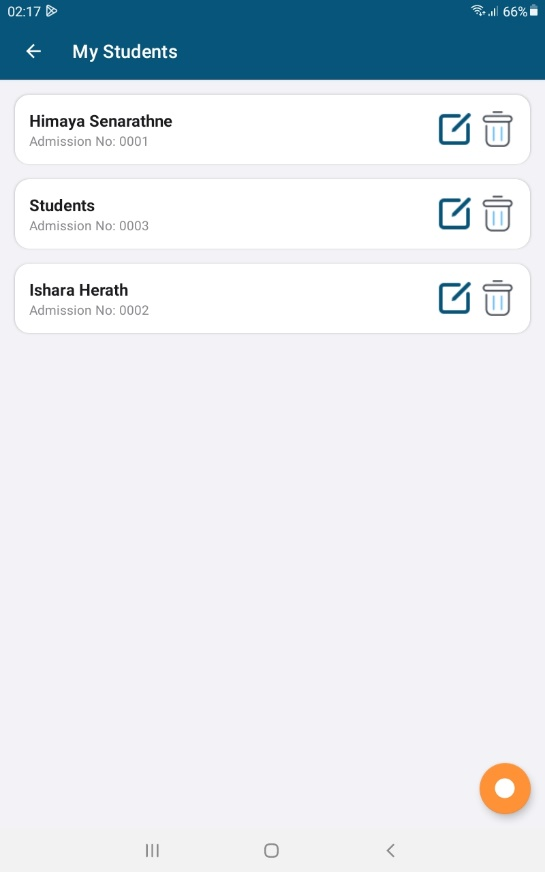 02:17
66%
My Students
Himaya Senarathne
Admission No: 0001
Students
Admission No: 0003
Ishara Herath
Admission No: 0002